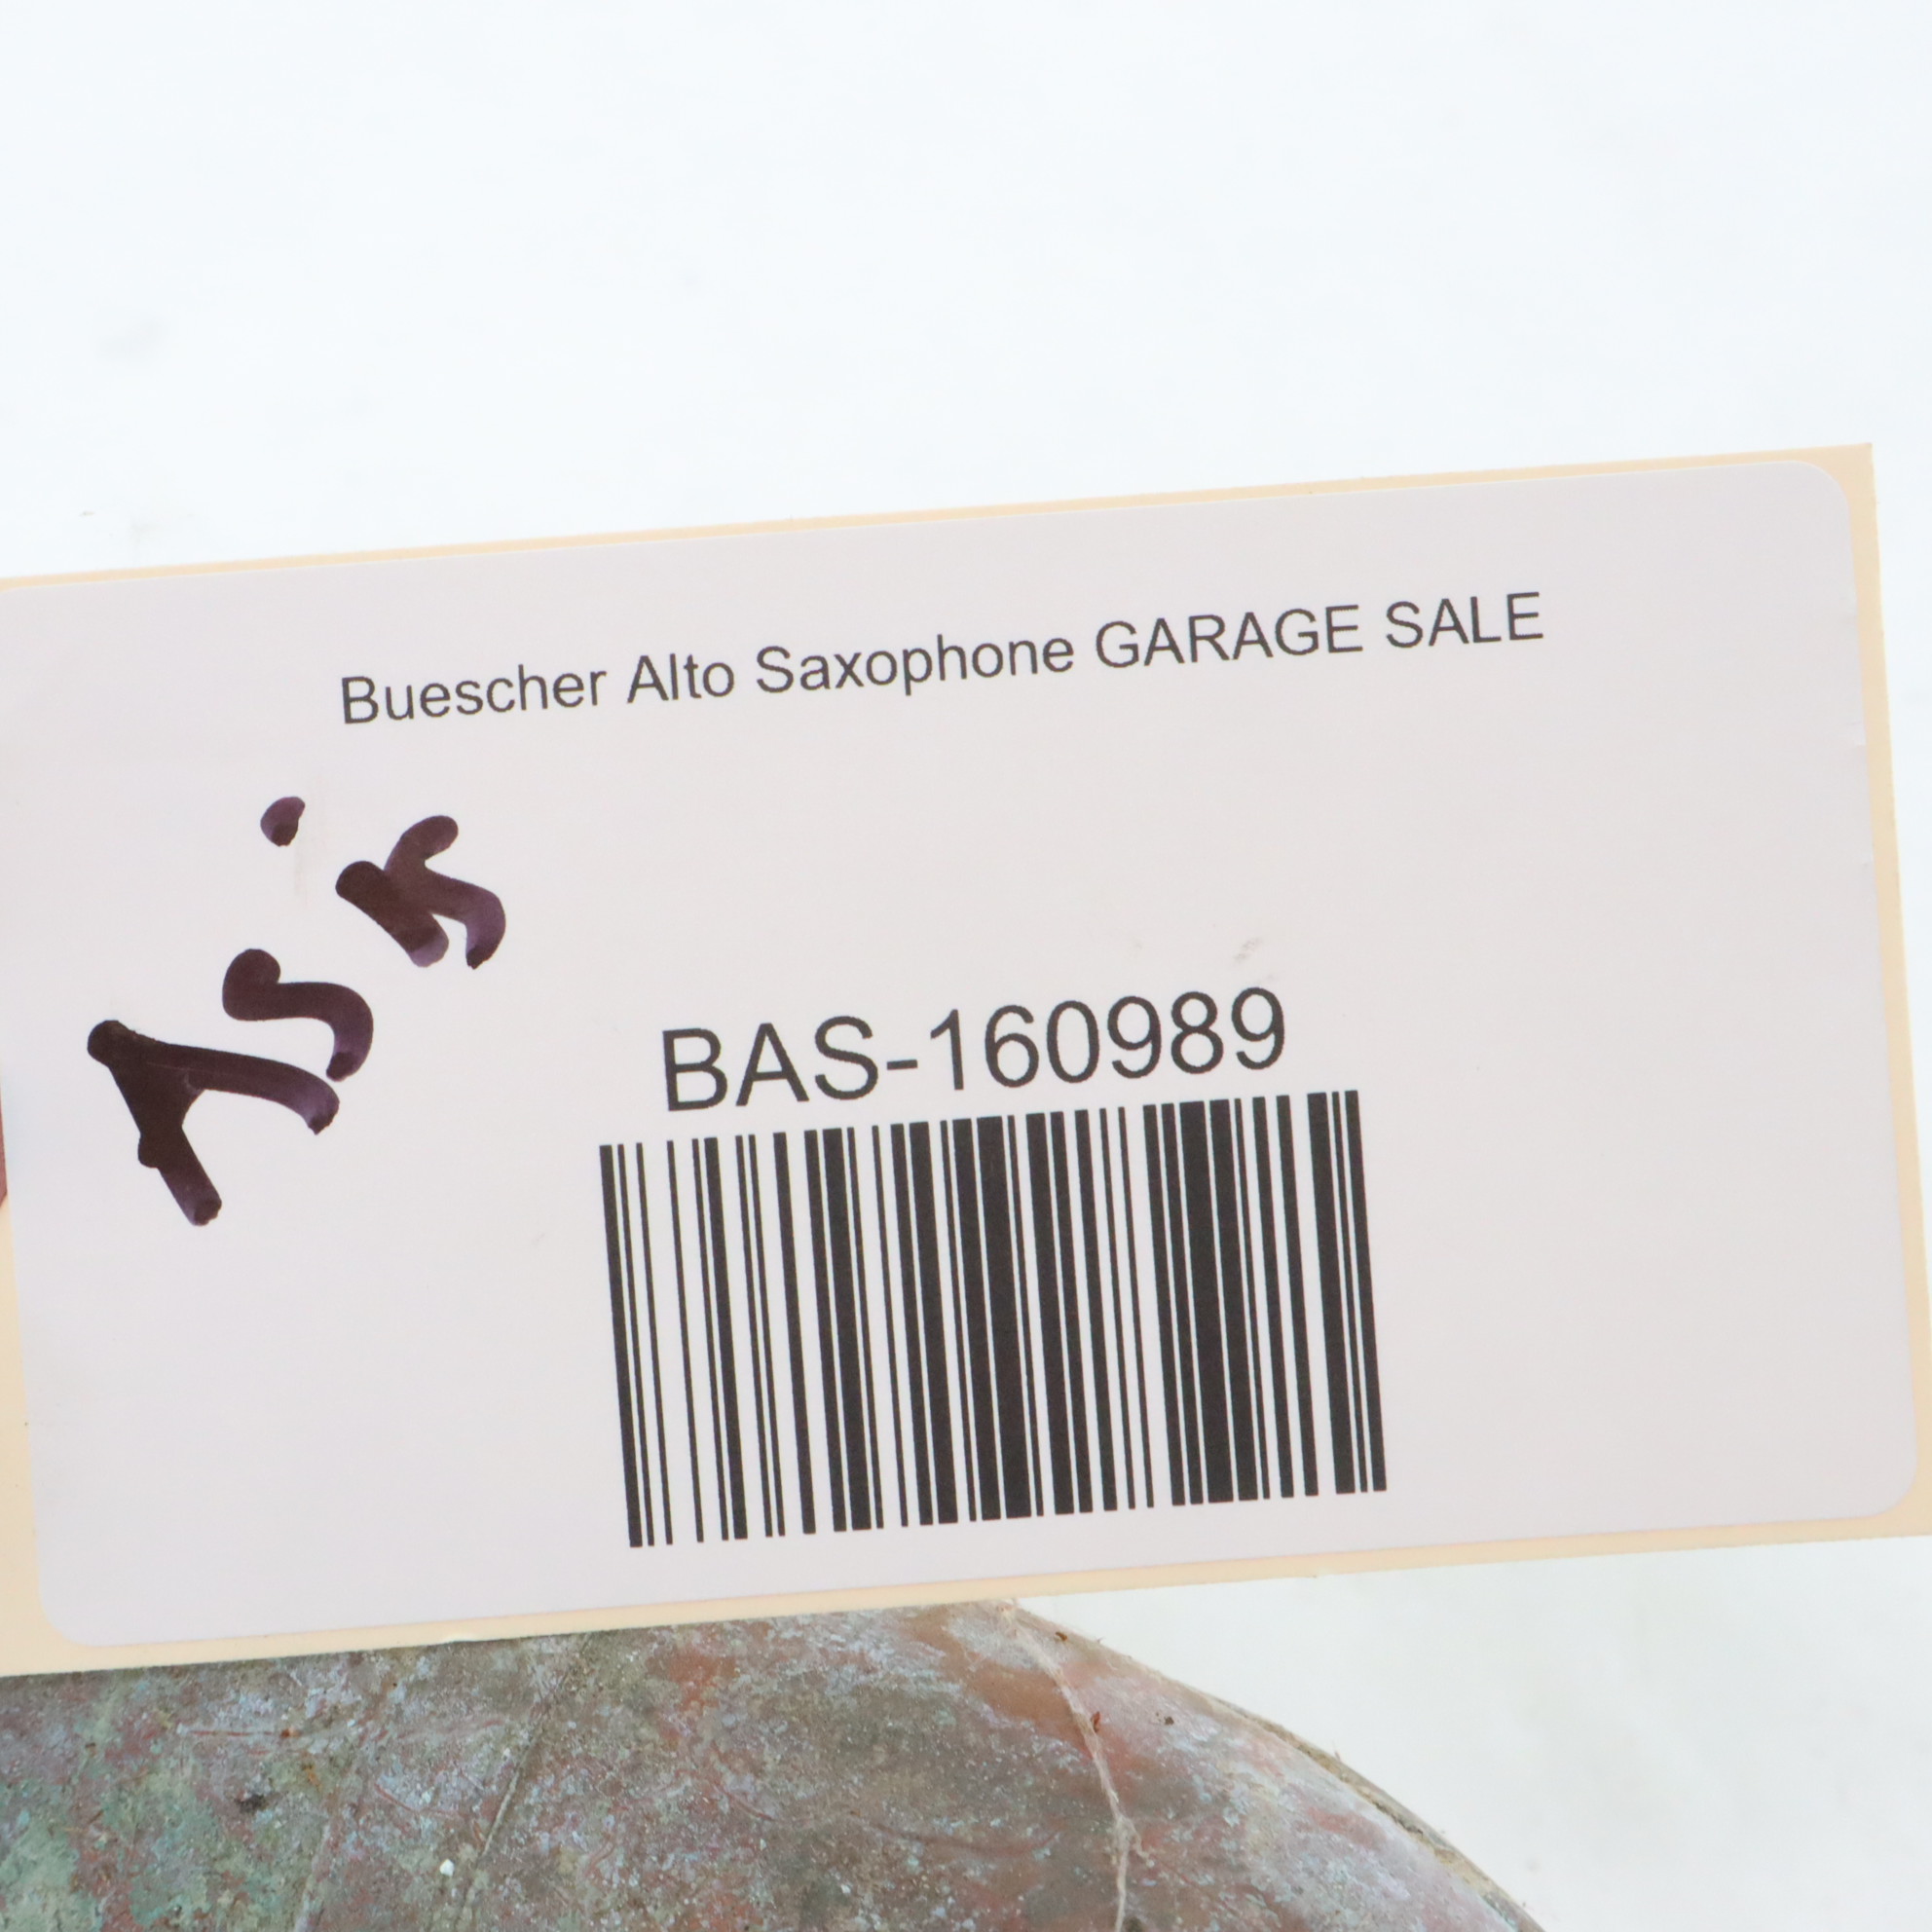 Buescher Alto Saxophone GARAGE SALE
BAS-160989